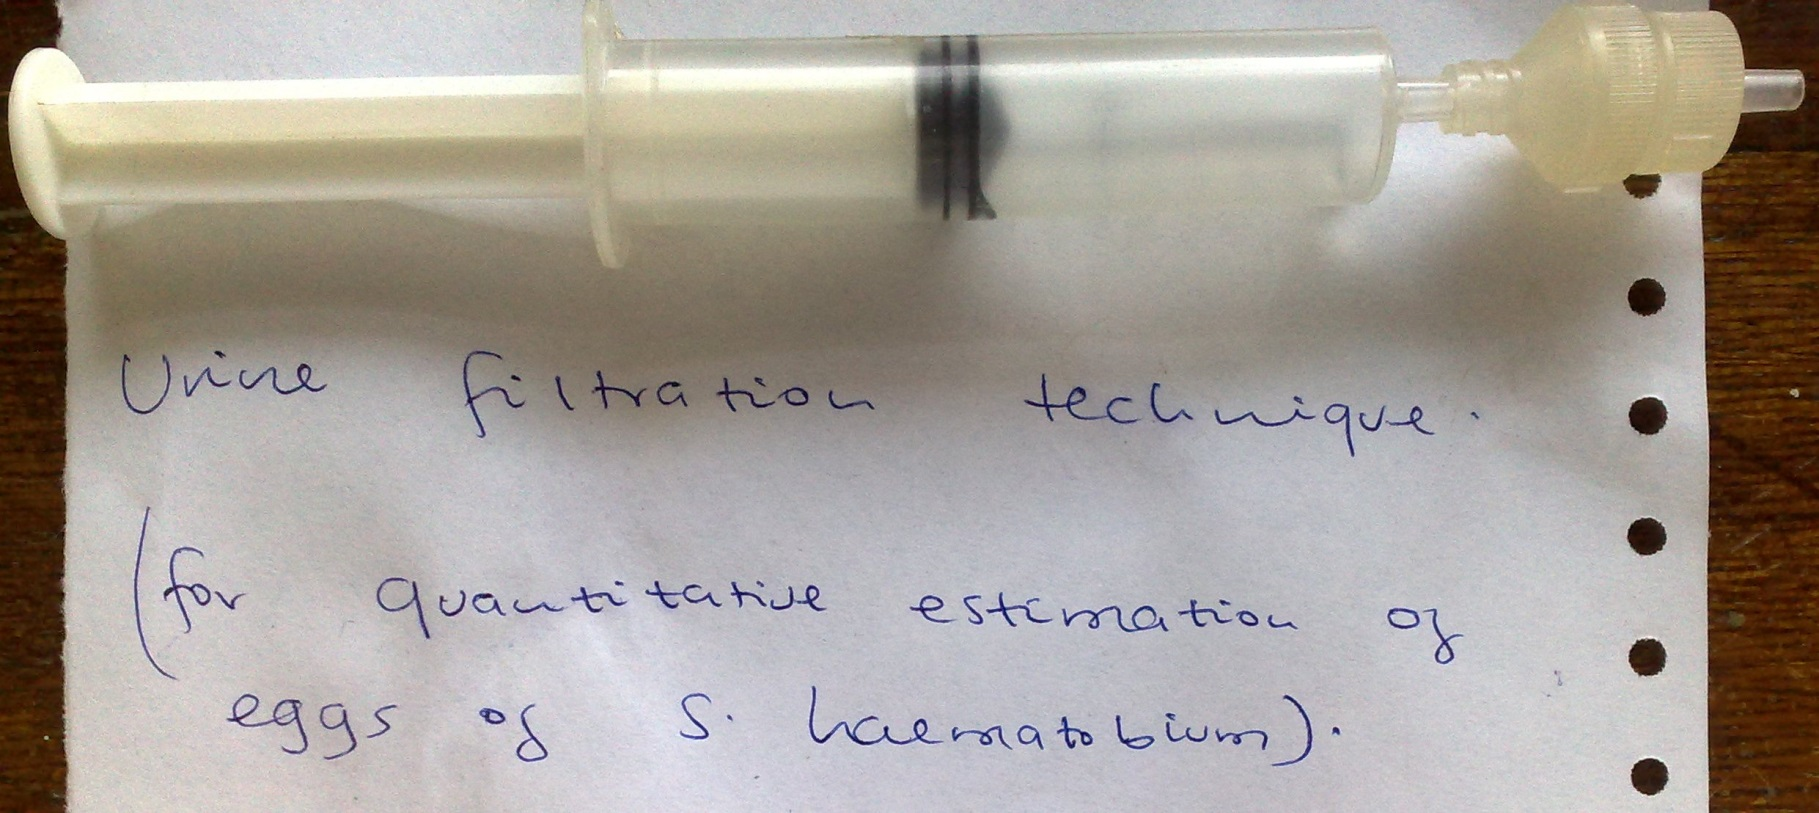 Urine filtration technique.
(for quantitative estimation of
eggs of S. haematobium).